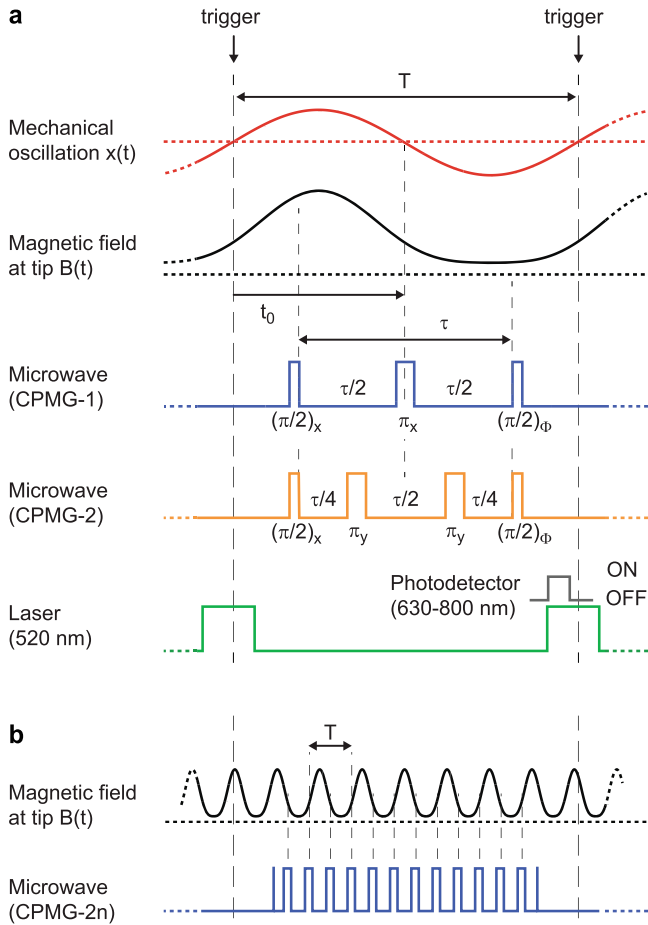 a
trigger trigger
T
Mechanical
oscillation x(t)
Magnetic field
at tip B(t)
t₀
τ
Microwave
(CPMG-1)
τ/2 τ/2
(π/2)ₓ πₓ (π/2)Φ
Microwave
(CPMG-2)
τ/4 τ/2 τ/4
(π/2)ₓ πy πy (π/2)Φ
Photodetector
(630-800 nm)
ON
OFF
Laser
(520 nm)
b
T
Magnetic field
at tip B(t)
Microwave
(CPMG-2n)